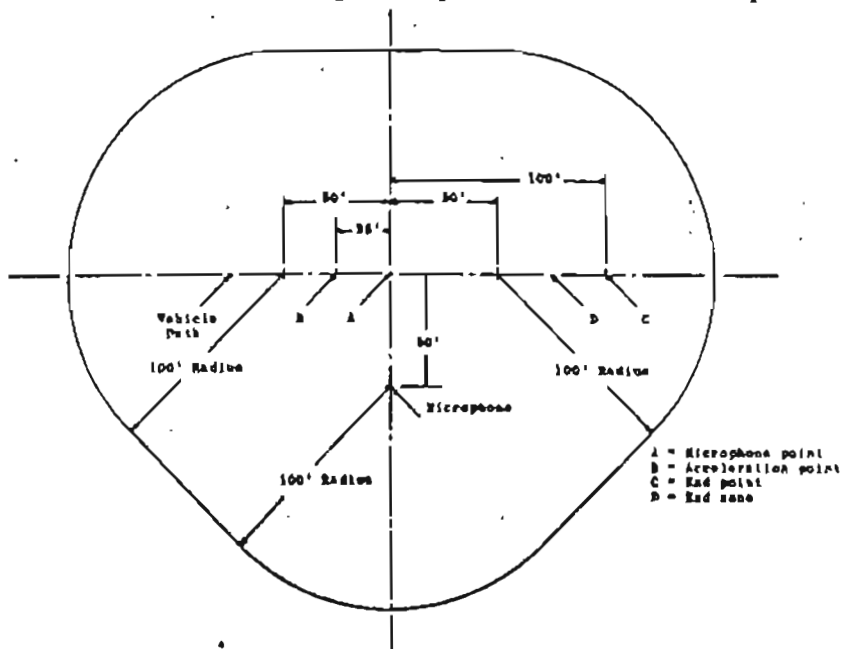 100'
50'
50'
25'
Vehicle
Path
B
A
D
C
50'
100' Radius
100' Radius
Microphone
100' Radius
A = Microphone point
B = Acceleration point
C = End point
D = End zone